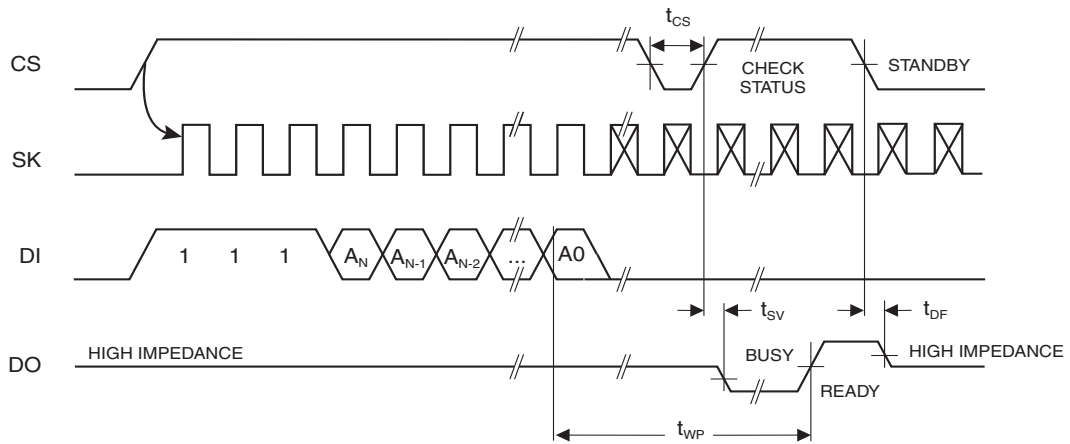 t_CS
CS
CHECK STATUS
STANDBY
SK
DI
1 1 1 A_N A_N-1 A_N-2 ... A0
t_SV
t_DF
DO
HIGH IMPEDANCE
BUSY
READY
HIGH IMPEDANCE
t_WP